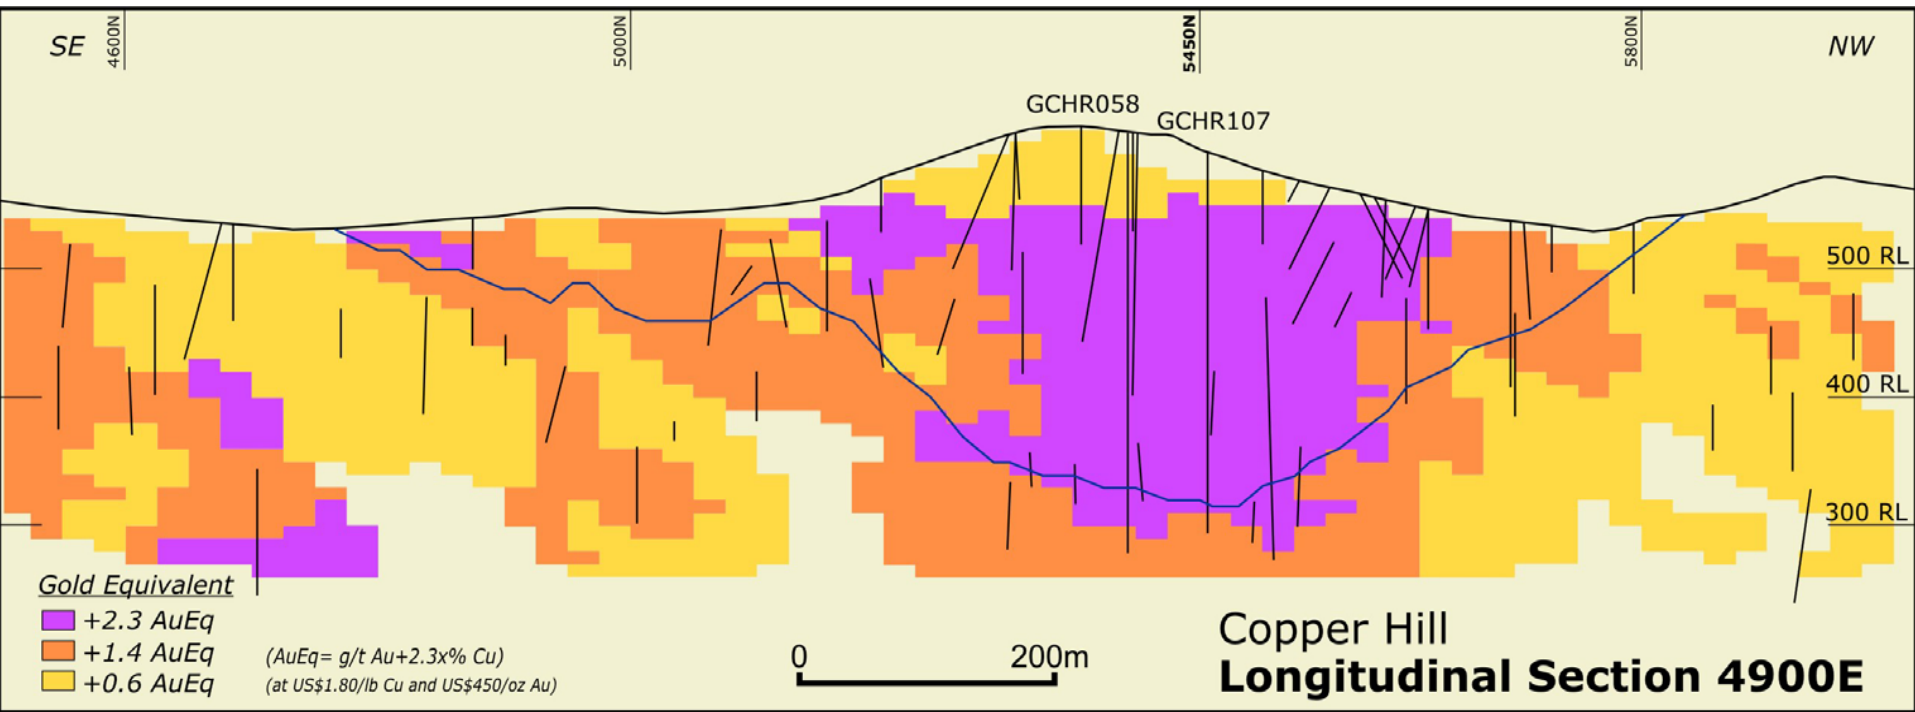 SE
4600N
5000N
5450N
5800N
NW
GCHR058
GCHR107
500 RL
400 RL
300 RL
Gold Equivalent
+2.3 AuEq
+1.4 AuEq
+0.6 AuEq
(AuEq= g/t Au+2.3x% Cu)
(at US$1.80/lb Cu and US$450/oz Au)
0 200m
Copper Hill
Longitudinal Section 4900E